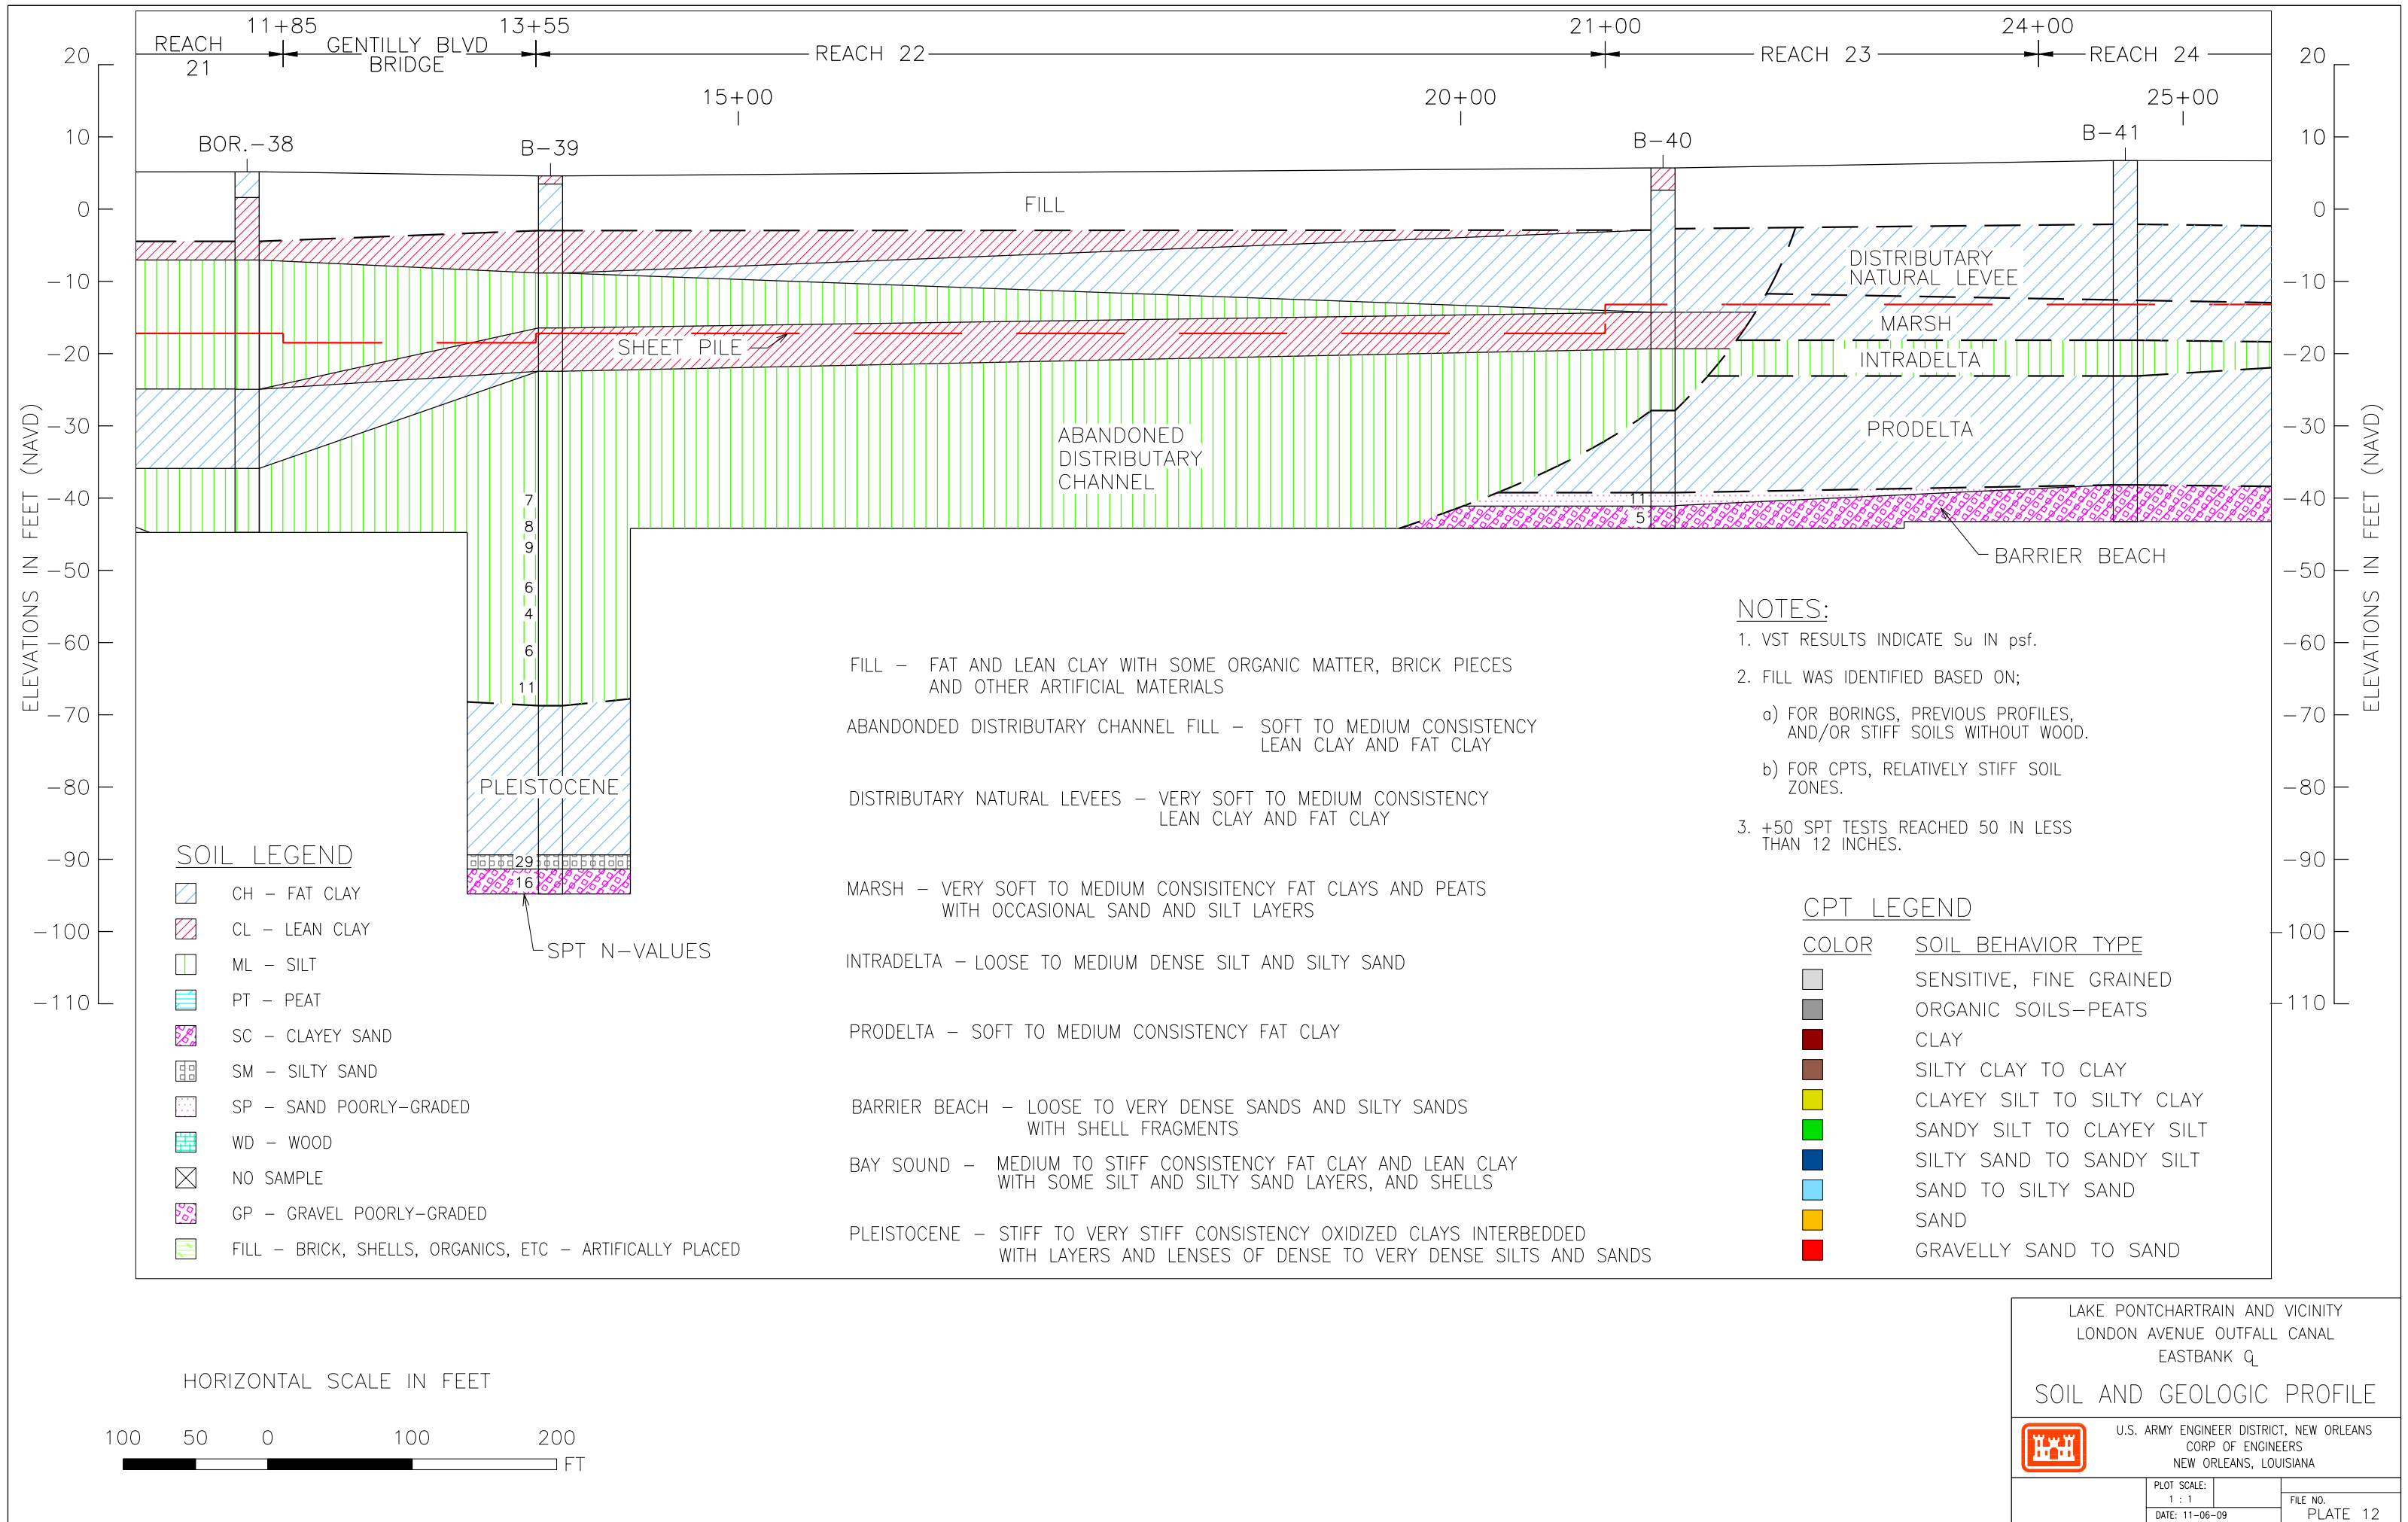 11+85
13+55
21+00
24+00
REACH
21
GENTILLY BLVD
BRIDGE
REACH 22
REACH 23
REACH 24
15+00
20+00
25+00
BOR.-38
B-39
B-40
B-41
20
10
0
-10
-20
-30
-40
-50
-60
-70
-80
-90
-100
-110
ELEVATIONS IN FEET (NAVD)
20
10
0
-10
-20
-30
-40
-50
-60
-70
-80
-90
-100
-110
ELEVATIONS IN FEET (NAVD)
FILL
DISTRIBUTARY
NATURAL LEVEE
MARSH
INTRADELTA
PRODELTA
SHEET PILE
ABANDONED
DISTRIBUTARY
CHANNEL
BARRIER BEACH
7
8
9
6
4
6
11
11
5
PLEISTOCENE
29
16
SPT N-VALUES
SOIL LEGEND
CH - FAT CLAY
CL - LEAN CLAY
ML - SILT
PT - PEAT
SC - CLAYEY SAND
SM - SILTY SAND
SP - SAND POORLY-GRADED
WD - WOOD
NO SAMPLE
GP - GRAVEL POORLY-GRADED
FILL - BRICK, SHELLS, ORGANICS, ETC - ARTIFICALLY PLACED
FILL - FAT AND LEAN CLAY WITH SOME ORGANIC MATTER, BRICK PIECES
AND OTHER ARTIFICIAL MATERIALS
ABANDONDED DISTRIBUTARY CHANNEL FILL - SOFT TO MEDIUM CONSISTENCY
LEAN CLAY AND FAT CLAY
DISTRIBUTARY NATURAL LEVEES - VERY SOFT TO MEDIUM CONSISTENCY
LEAN CLAY AND FAT CLAY
MARSH - VERY SOFT TO MEDIUM CONSISITENCY FAT CLAYS AND PEATS
WITH OCCASIONAL SAND AND SILT LAYERS
INTRADELTA - LOOSE TO MEDIUM DENSE SILT AND SILTY SAND
PRODELTA - SOFT TO MEDIUM CONSISTENCY FAT CLAY
BARRIER BEACH - LOOSE TO VERY DENSE SANDS AND SILTY SANDS
WITH SHELL FRAGMENTS
BAY SOUND - MEDIUM TO STIFF CONSISTENCY FAT CLAY AND LEAN CLAY
WITH SOME SILT AND SILTY SAND LAYERS, AND SHELLS
PLEISTOCENE - STIFF TO VERY STIFF CONSISTENCY OXIDIZED CLAYS INTERBEDDED
WITH LAYERS AND LENSES OF DENSE TO VERY DENSE SILTS AND SANDS
NOTES:
1. VST RESULTS INDICATE Su IN psf.
2. FILL WAS IDENTIFIED BASED ON;
a) FOR BORINGS, PREVIOUS PROFILES,
AND/OR STIFF SOILS WITHOUT WOOD.
b) FOR CPTS, RELATIVELY STIFF SOIL
ZONES.
3. +50 SPT TESTS REACHED 50 IN LESS
THAN 12 INCHES.
CPT LEGEND
COLOR SOIL BEHAVIOR TYPE
SENSITIVE, FINE GRAINED
ORGANIC SOILS-PEATS
CLAY
SILTY CLAY TO CLAY
CLAYEY SILT TO SILTY CLAY
SANDY SILT TO CLAYEY SILT
SILTY SAND TO SANDY SILT
SAND TO SILTY SAND
SAND
GRAVELLY SAND TO SAND
HORIZONTAL SCALE IN FEET
100 50 0 100 200
FT
LAKE PONTCHARTRAIN AND VICINITY
LONDON AVENUE OUTFALL CANAL
EASTBANK ℄
SOIL AND GEOLOGIC PROFILE
U.S. ARMY ENGINEER DISTRICT, NEW ORLEANS
CORP OF ENGINEERS
NEW ORLEANS, LOUISIANA
PLOT SCALE:
1 : 1
DATE: 11-06-09
FILE NO.
PLATE 12